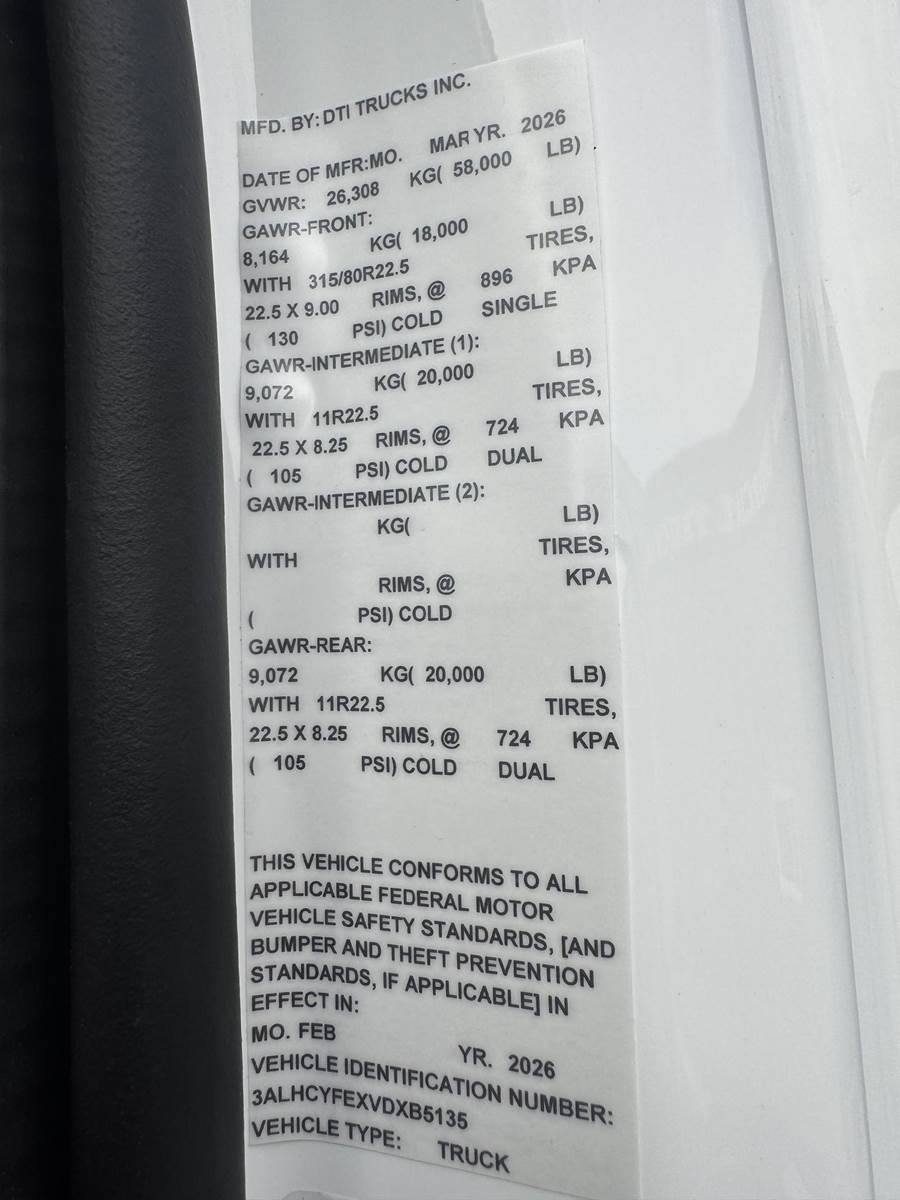 MFD. BY: DTI TRUCKS INC.
DATE OF MFR:MO. MAR YR. 2026
GVWR: 26,308 KG( 58,000 LB)
GAWR-FRONT:
8,164 KG( 18,000 LB)
WITH 315/80R22.5 TIRES,
22.5 X 9.00 RIMS, @ 896 KPA
( 130 PSI) COLD SINGLE
GAWR-INTERMEDIATE (1):
9,072 KG( 20,000 LB)
WITH 11R22.5 TIRES,
22.5 X 8.25 RIMS, @ 724 KPA
( 105 PSI) COLD DUAL
GAWR-INTERMEDIATE (2):
KG( LB)
WITH TIRES,
RIMS, @ KPA
( PSI) COLD
GAWR-REAR:
9,072 KG( 20,000 LB)
WITH 11R22.5 TIRES,
22.5 X 8.25 RIMS, @ 724 KPA
( 105 PSI) COLD DUAL
THIS VEHICLE CONFORMS TO ALL
APPLICABLE FEDERAL MOTOR
VEHICLE SAFETY STANDARDS, [AND
BUMPER AND THEFT PREVENTION
STANDARDS, IF APPLICABLE] IN
EFFECT IN:
MO. FEB YR. 2026
VEHICLE IDENTIFICATION NUMBER:
3ALHCYFEXVDXB5135
VEHICLE TYPE: TRUCK